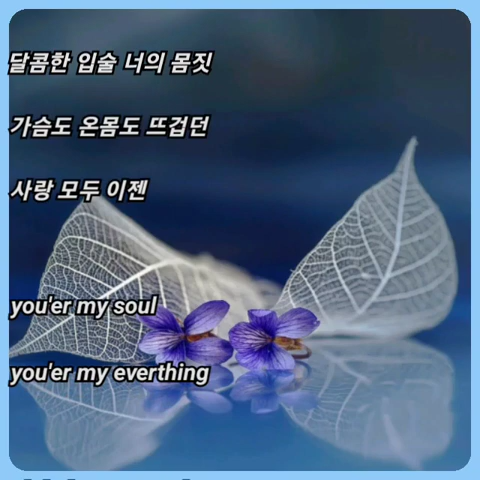 달콤한 입술 너의 몸짓
가슴도 온몸도 뜨겁던
사랑 모두 이젠
you'er my soul
you'er my everthing